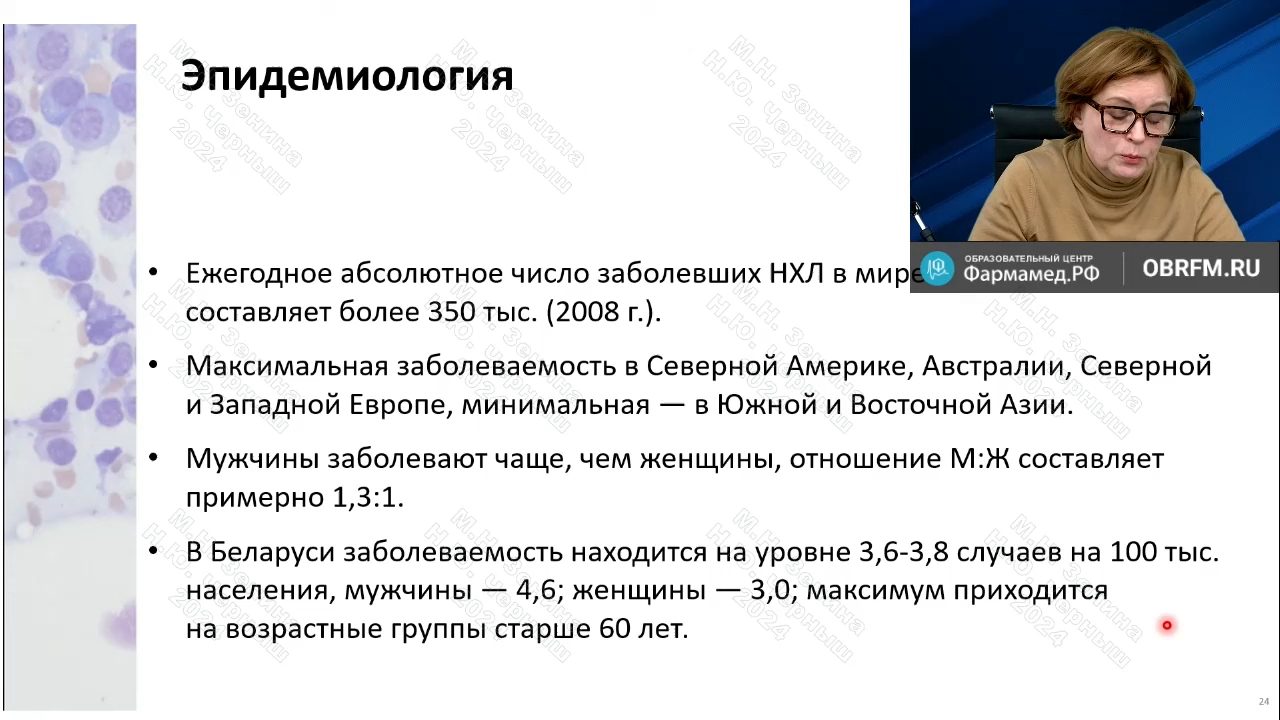 Эпидемиология
ОБРАЗОВАТЕЛЬНЫЙ ЦЕНТР
Фармамед.РФ
OBRFM.RU
• Ежегодное абсолютное число заболевших НХЛ в мире
составляет более 350 тыс. (2008 г.).
• Максимальная заболеваемость в Северной Америке, Австралии, Северной
и Западной Европе, минимальная — в Южной и Восточной Азии.
• Мужчины заболевают чаще, чем женщины, отношение М:Ж составляет
примерно 1,3:1.
• В Беларуси заболеваемость находится на уровне 3,6-3,8 случаев на 100 тыс.
населения, мужчины — 4,6; женщины — 3,0; максимум приходится
на возрастные группы старше 60 лет.
М.Н. Зенина
Н.Ю. Черныш
2024
24